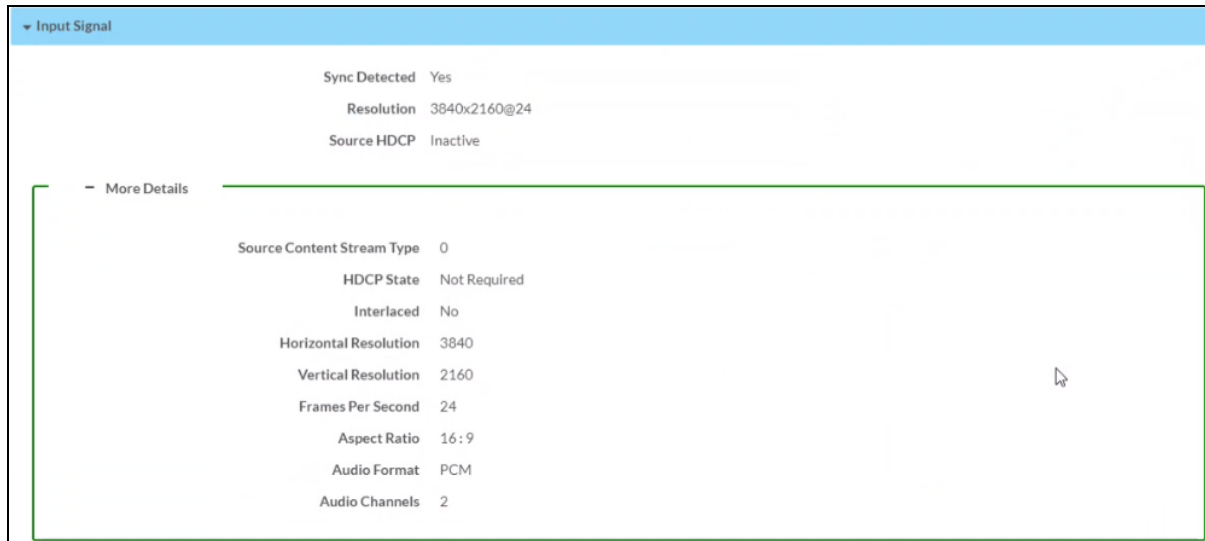 Input Signal
Sync Detected Yes
Resolution 3840x2160@24
Source HDCP Inactive
− More Details
Source Content Stream Type 0
HDCP State Not Required
Interlaced No
Horizontal Resolution 3840
Vertical Resolution 2160
Frames Per Second 24
Aspect Ratio 16:9
Audio Format PCM
Audio Channels 2